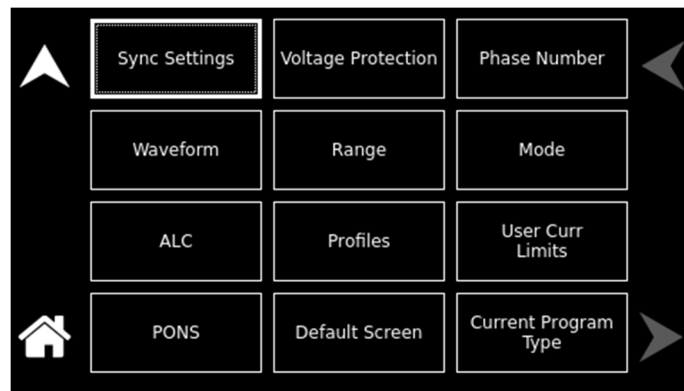 Sync Settings
Voltage Protection
Phase Number
Waveform
Range
Mode
ALC
Profiles
User Curr
Limits
PONS
Default Screen
Current Program
Type